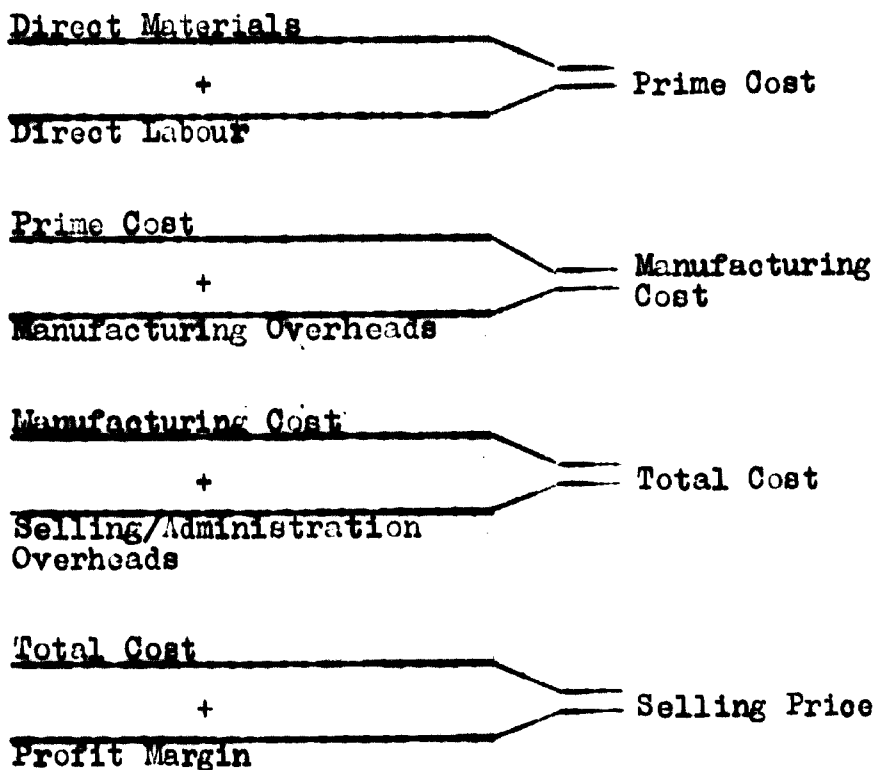 Direct Materials
+
Prime Cost
Direct Labour
Prime Cost
+
Manufacturing
Cost
Manufacturing Overheads
Manufacturing Cost
+
Total Cost
Selling/Administration
Overheads
Total Cost
+
Selling Price
Profit Margin